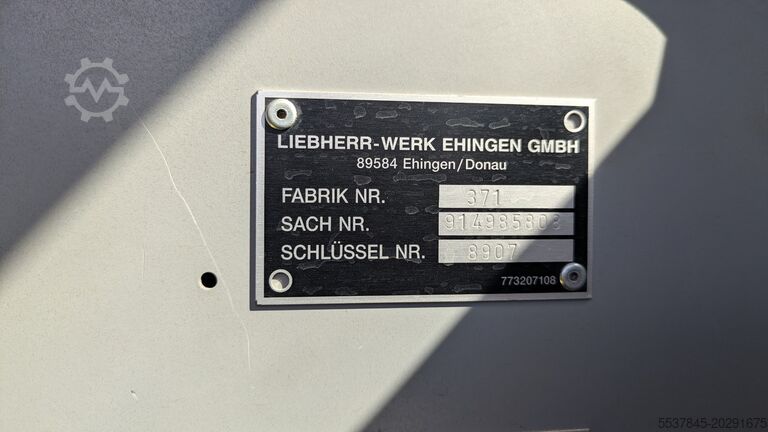 LIEBHERR-WERK EHINGEN GMBH
89584 Ehingen/Donau
FABRIK NR. 371
SACH NR. 914985808
SCHLÜSSEL NR. 8907
773207108
5537845-20291675